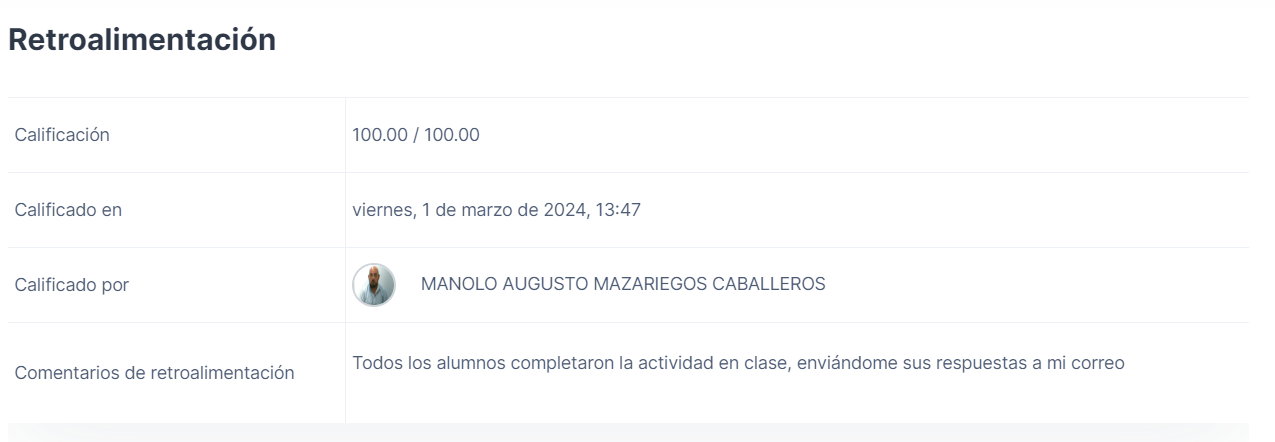 Retroalimentación
Calificación
100.00 / 100.00
Calificado en
viernes, 1 de marzo de 2024, 13:47
Calificado por
MANOLO AUGUSTO MAZARIEGOS CABALLEROS
Comentarios de retroalimentación
Todos los alumnos completaron la actividad en clase, enviándome sus respuestas a mi correo